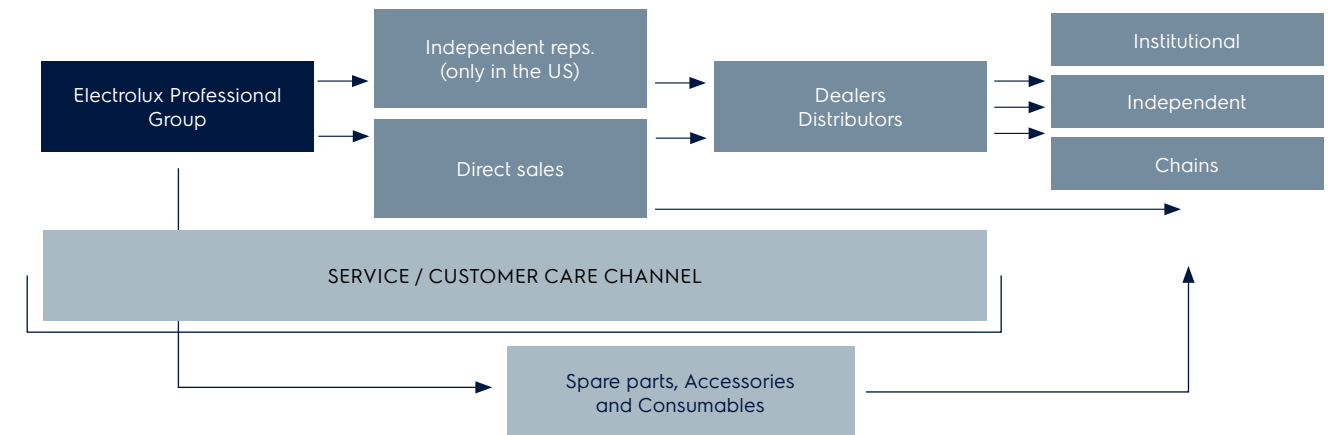 Electrolux Professional
Group
Independent reps.
(only in the US)
Direct sales
Dealers
Distributors
Institutional
Independent
Chains
SERVICE / CUSTOMER CARE CHANNEL
Spare parts, Accessories
and Consumables